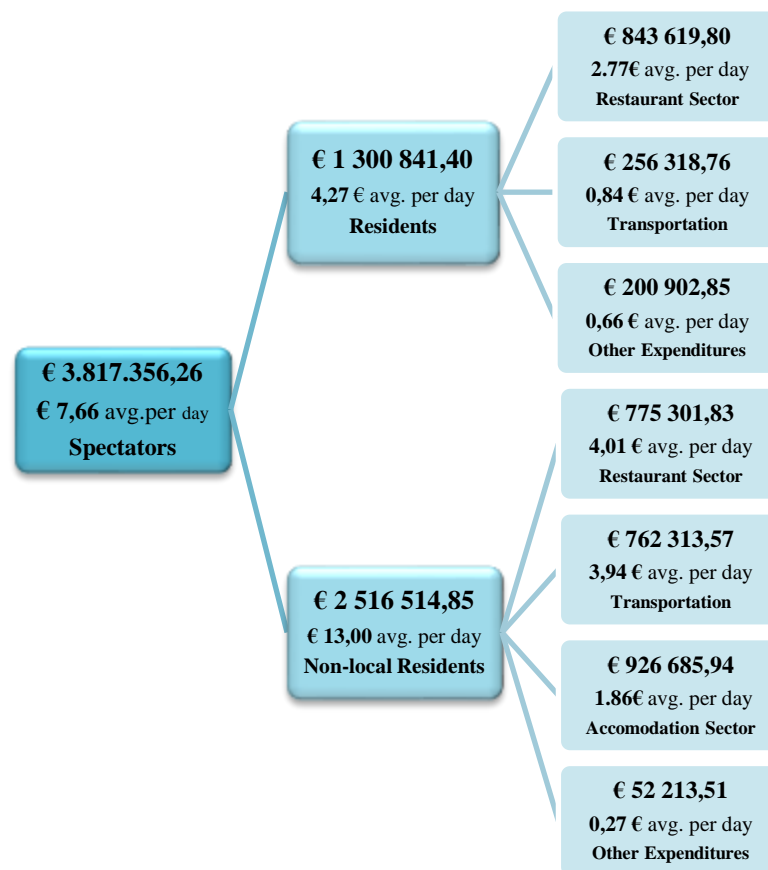 € 3.817.356,26
€ 7,66 avg.per day
Spectators
€ 1 300 841,40
4,27 € avg. per day
Residents
€ 843 619,80
2.77€ avg. per day
Restaurant Sector
€ 256 318,76
0,84 € avg. per day
Transportation
€ 200 902,85
0,66 € avg. per day
Other Expenditures
€ 2 516 514,85
€ 13,00 avg. per day
Non-local Residents
€ 775 301,83
4,01 € avg. per day
Restaurant Sector
€ 762 313,57
3,94 € avg. per day
Transportation
€ 926 685,94
1.86€ avg. per day
Accomodation Sector
€ 52 213,51
0,27 € avg. per day
Other Expenditures